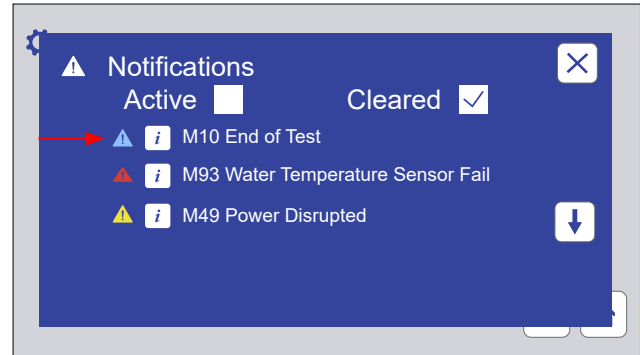 Notifications
Active Cleared
i M10 End of Test
i M93 Water Temperature Sensor Fail
i M49 Power Disrupted